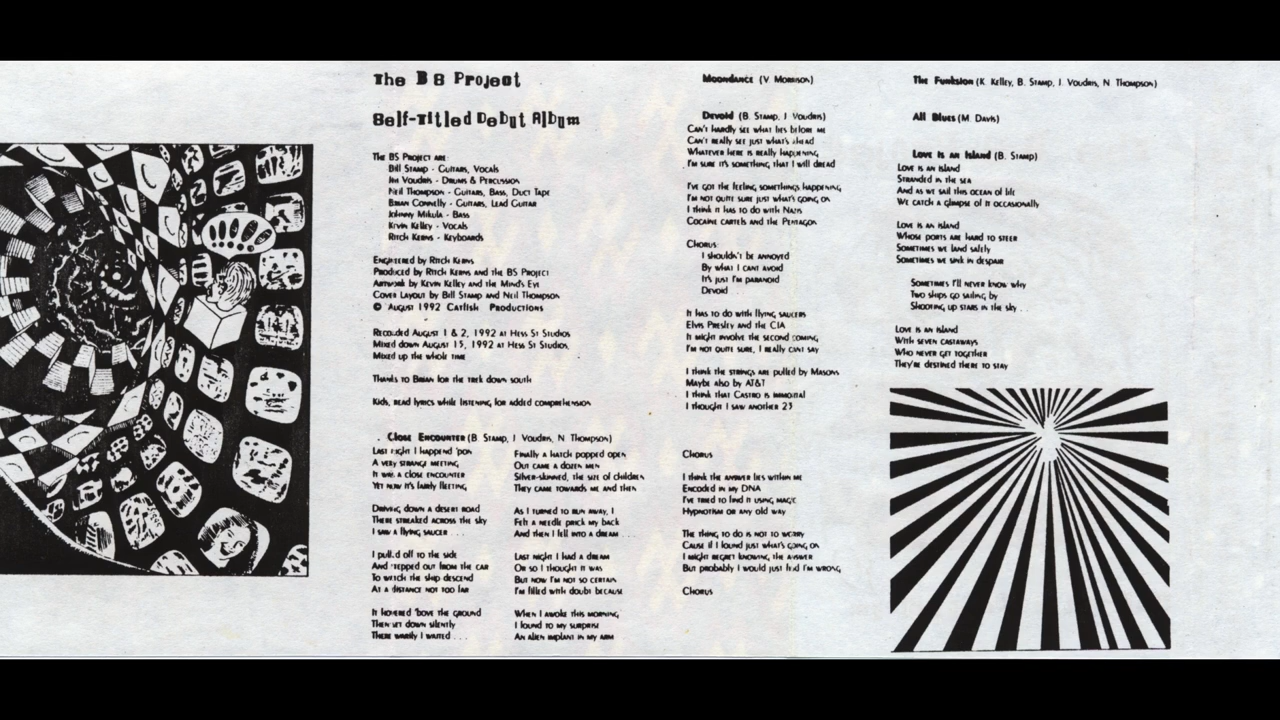 The BS Project
Self-Titled Debut Album
The BS Project are:
Bill Stamp - Guitars, Vocals
Jim Voudris - Drums & Percussion
Neil Thompson - Guitars, Bass, Duct Tape
Brian Connelly - Guitars, Lead Guitar
Johnny Mikula - Bass
Kevin Kelley - Vocals
Ritch Kerns - Keyboards
Engineered by Ritch Kerns
Produced by Ritch Kerns and the BS Project
Artwork by Kevin Kelley and the Mind's Eye
Cover Layout by Bill Stamp and Neil Thompson
© August 1992 Catfish Productions
Recorded August 1 & 2, 1992 at Hess St Studios
Mixed down August 15, 1992 at Hess St Studios,
Mixed up the whole time
Thanks to Brian for the trek down south
Kids, read lyrics while listening for added comprehension
Close Encounter (B. Stamp, J Voudris, N Thompson)
Last night I happend 'pon
A very strange meeting
It was a close encounter
Yet now it's fairly fleeting
Driving down a desert road
There streaked across the sky
I saw a flying saucer . . .
I pulled off to the side
And stepped out from the car
To watch the ship descend
At a distance not too far
It hovered 'bove the ground
Then set down silently
There warily I waited . . .
Finally a hatch popped open
Out came a dozen men
Silver-skinned, the size of children
They came towards me and then
As I turned to run away, I
Felt a needle prick my back
And then I fell into a dream . . .
Last night I had a dream
Or so I thought it was
But now I'm not so certain
I'm filled with doubt because
When I awoke this morning
I found to my surprise
An alien implant in my arm
Moondance (V Morrison)
Devoid (B. Stamp, J Voudris)
Can't hardly see what lies before me
Can't really see just what's ahead
Whatever here is really happening
I'm sure it's something, that I will dread
I've got the feeling somethings happening
I'm not quite sure just what's going on
I think it has to do with Nazis
Cocaine cartels and the Pentagon
Chorus:
I shouldn't be annoyed
By what I cant avoid
It's just I'm paranoid
Devoid
It has to do with flying saucers
Elvis Presley and the CIA
It might involve the second coming
I'm not quite sure, I really cant say
I think the strings are pulled by Masons
Maybe also by AT&T
I think that Castro is immortal
I thought I saw another 23
Chorus
I think the answer lies within me
Encoded in my DNA
I've tried to find it using magic
Hypnotism or any old way
The thing to do is not to worry
Cause if I found just what's going on
I might regret knowing the answer
But probably I would just find I'm wrong
Chorus
The Funksion (K. Kelley, B. Stamp, J. Voudris, N Thompson)
All Blues (M Davis)
Love is an Island (B. Stamp)
Love is an island
Stranded in the sea
And as we sail this ocean of life
We catch a glimpse of it occasionally
Love is an island
Whose ports are hard to steer
Sometimes we land safely
Sometimes we sink in despair
Sometimes I'll never know why
Two ships go sailing by
Shooting up stars in the sky . .
Love is an island
With seven castaways
Who never get together
They're destined there to stay